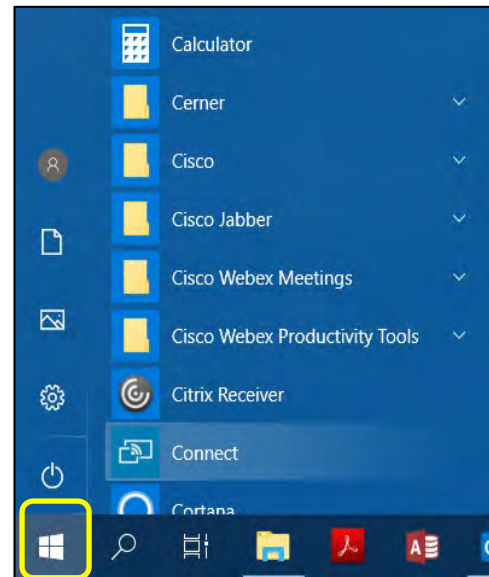 Calculator
Cerner
Cisco
Cisco Jabber
Cisco Webex Meetings
Cisco Webex Productivity Tools
Citrix Receiver
Connect
Cortana
A